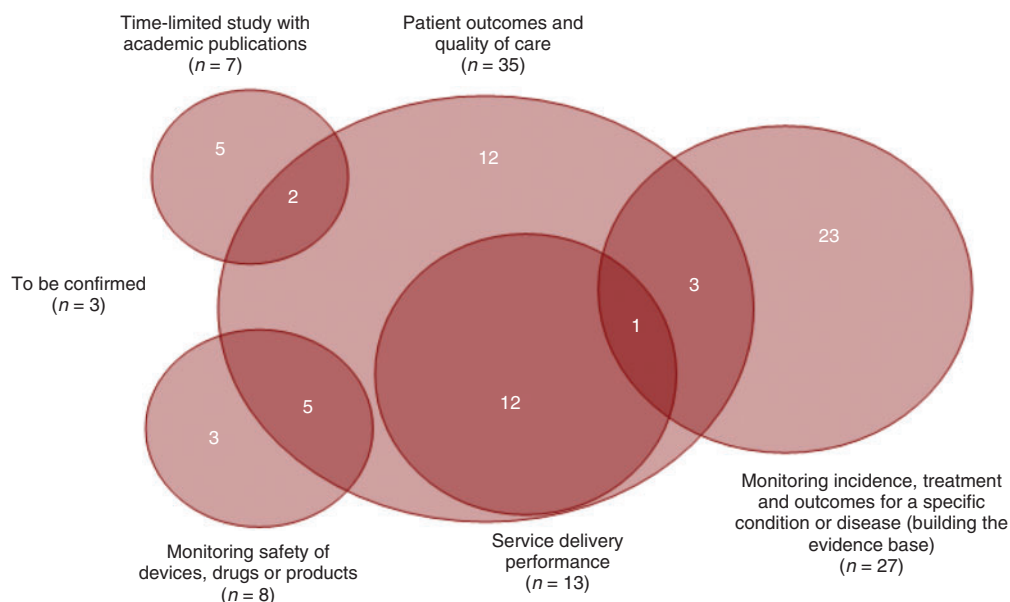 Time-limited study with
academic publications
(n = 7)
Patient outcomes and
quality of care
(n = 35)
5
2
12
23
3
1
To be confirmed
(n = 3)
5
3
12
Monitoring safety of
devices, drugs or products
(n = 8)
Service delivery
performance
(n = 13)
Monitoring incidence, treatment
and outcomes for a specific
condition or disease (building the
evidence base)
(n = 27)